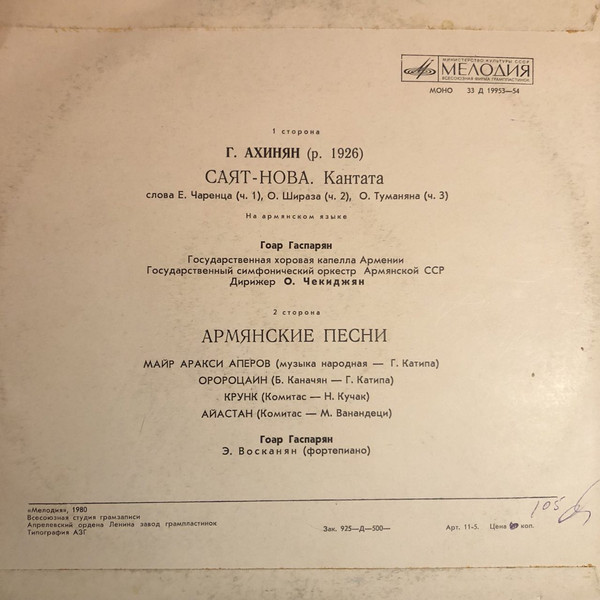 МИНИСТЕРСТВО КУЛЬТУРЫ СССР
МЕЛОДИЯ
ВСЕСОЮЗНАЯ ФИРМА ГРАМПЛАСТИНОК
МОНО 33 Д 19953—54
1 сторона
Г. АХИНЯН (р. 1926)
САЯТ-НОВА. Кантата
слова Е. Чаренца (ч. 1), О. Шираза (ч. 2), О. Туманяна (ч. 3)
На армянском языке
Гоар Гаспарян
Государственная хоровая капелла Армении
Государственный симфонический оркестр Армянской ССР
Дирижер О. Чекиджян
2 сторона
АРМЯНСКИЕ ПЕСНИ
МАЙР АРАКСИ АПЕРОВ (музыка народная — Г. Катипа)
ОРОРОЦАИН (Б. Каначян — Г. Катипа)
КРУНК (Комитас — Н. Кучак)
АЙАСТАН (Комитас — М. Ванандеци)
Гоар Гаспарян
Э. Восканян (фортепиано)
«Мелодия», 1980
Всесоюзная студия грамзаписи
Апрелевский ордена Ленина завод грампластинок
Типография АЗГ
Зак. 925—Д—500—
Арт. 11-5. Цена коп.
105